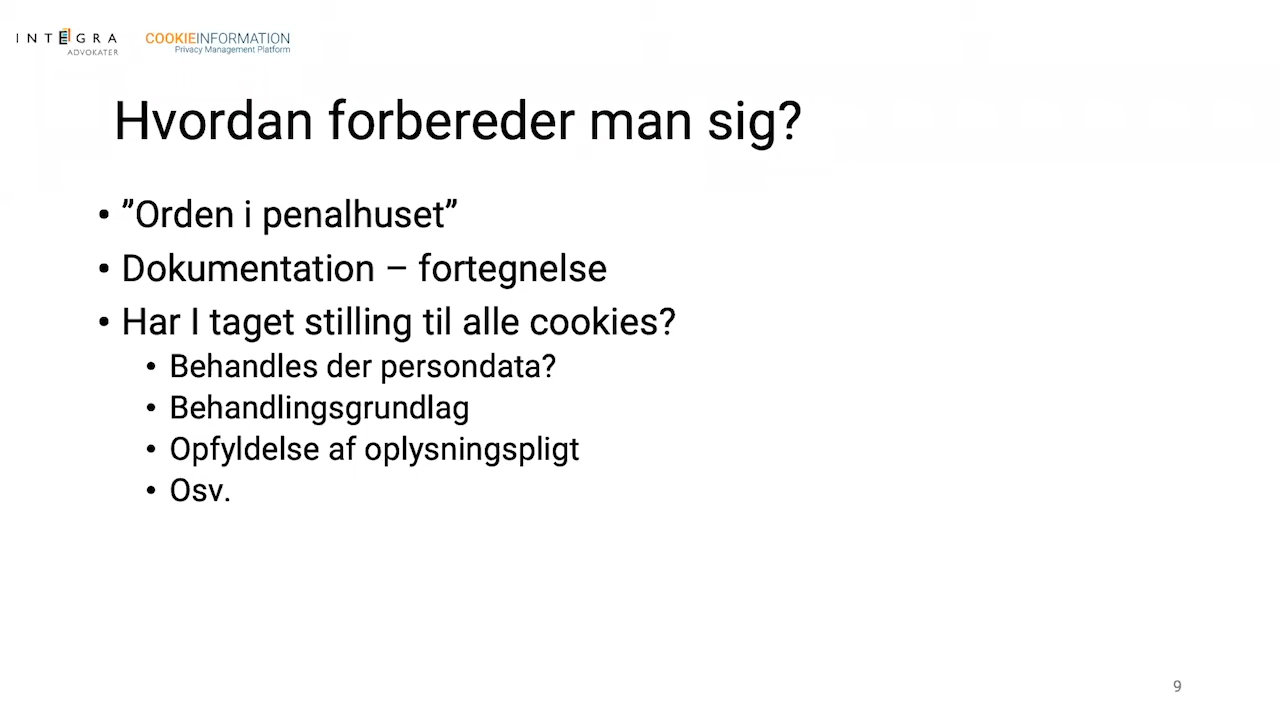 INTEGRA
ADVOKATER
COOKIEINFORMATION
Privacy Management Platform
Hvordan forbereder man sig?
• ”Orden i penalhuset”
• Dokumentation – fortegnelse
• Har I taget stilling til alle cookies?
• Behandles der persondata?
• Behandlingsgrundlag
• Opfyldelse af oplysningspligt
• Osv.
9